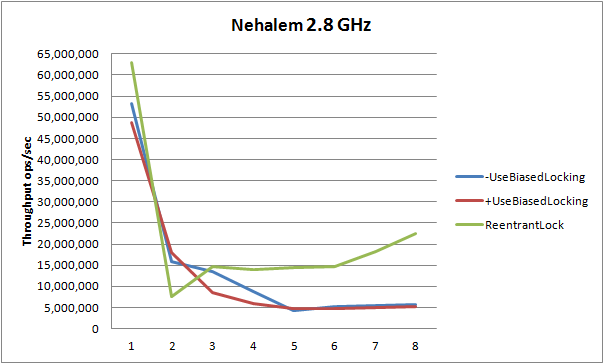 Nehalem 2.8 GHz
Throughput ops/sec
65,000,000
60,000,000
55,000,000
50,000,000
45,000,000
40,000,000
35,000,000
30,000,000
25,000,000
20,000,000
15,000,000
10,000,000
5,000,000
0
1 2 3 4 5 6 7 8
-UseBiasedLocking
+UseBiasedLocking
ReentrantLock